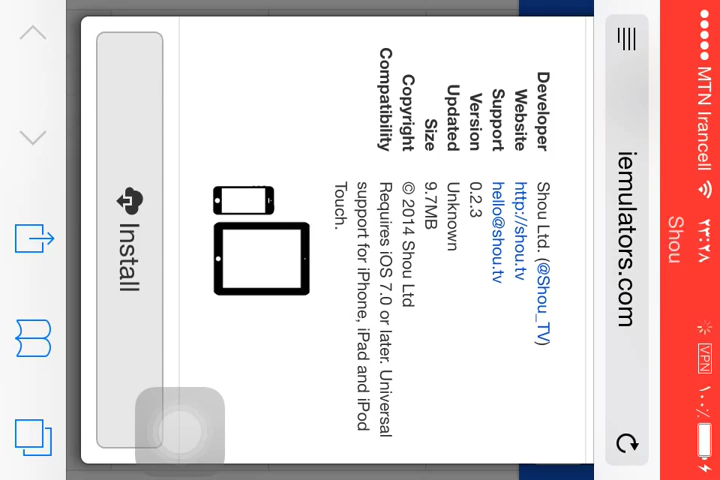 ●●●●● MTN Irancell ۲۳:۲۸ VPN ۱۰۰٪
Shou
iemulators.com
Developer Shou Ltd. (@Shou_TV)
Website http://shou.tv
Support hello@shou.tv
Version 0.2.3
Updated Unknown
Size 9.7MB
Copyright © 2014 Shou Ltd
Compatibility Requires iOS 7.0 or later. Universal
support for iPhone, iPad and iPod
Touch.
Install